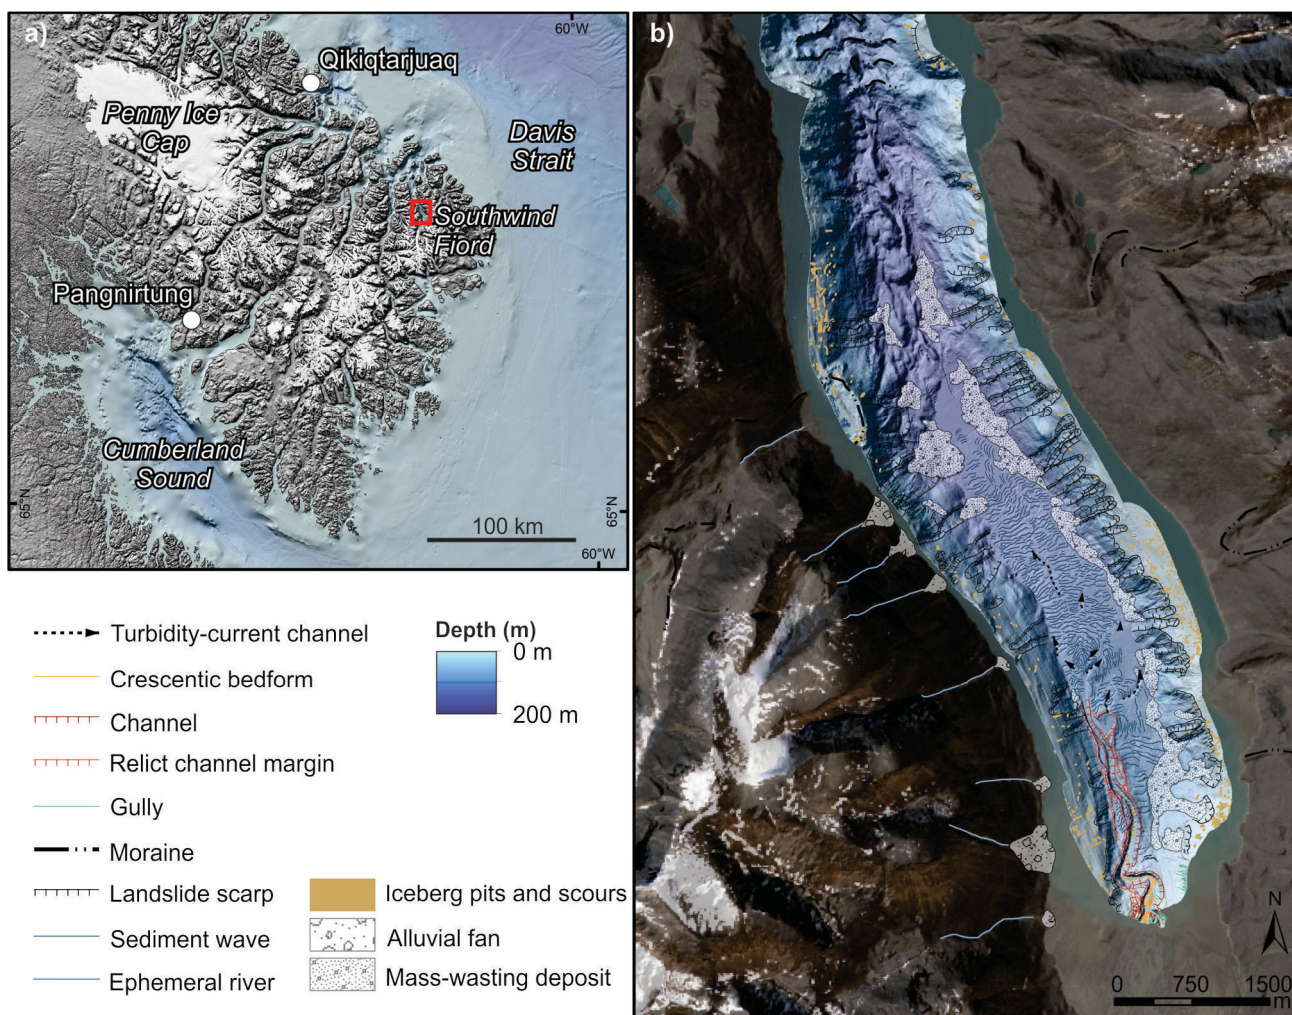 a)
60°W
Qikiqtarjuaq
Penny Ice
Cap
Davis
Strait
Southwind
Fiord
Pangnirtung
Cumberland
Sound
65°N
65°N
100 km
60°W
b)
Turbidity-current channel
Crescentic bedform
Channel
Relict channel margin
Gully
Moraine
Landslide scarp
Sediment wave
Ephemeral river
Depth (m)
0 m
200 m
Iceberg pits and scours
Alluvial fan
Mass-wasting deposit
N
0 750 1500
m